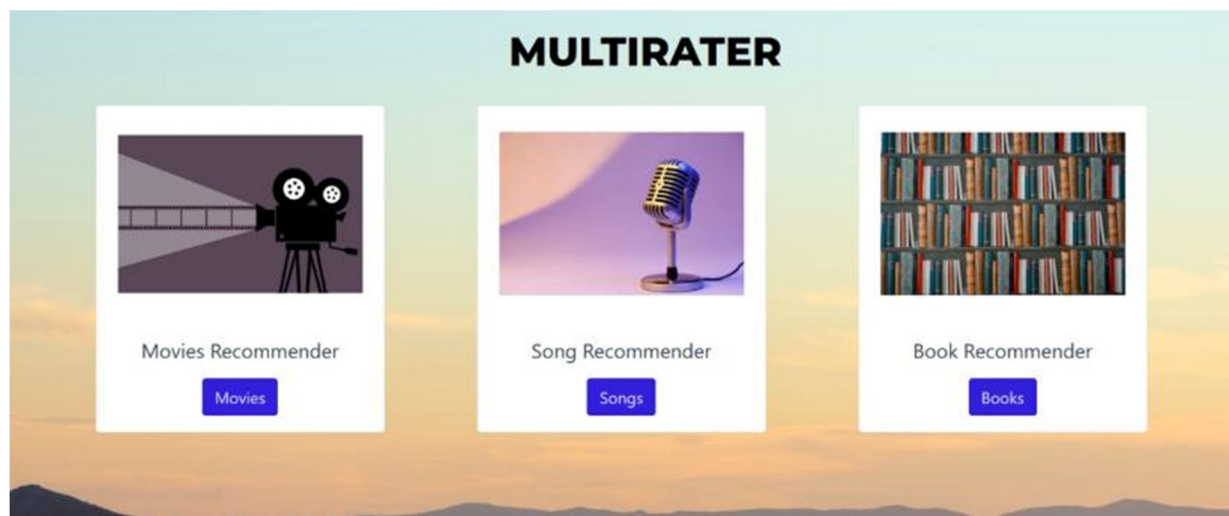 MULTIRATER
Movies Recommender
Movies
Song Recommender
Songs
Book Recommender
Books